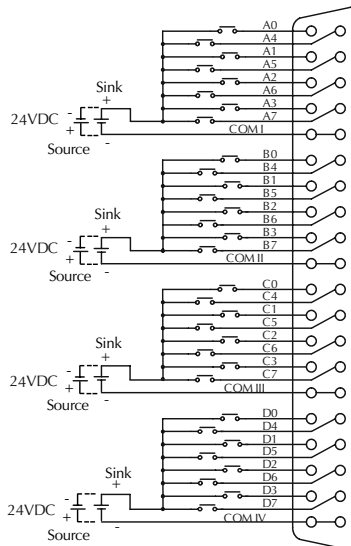 A0
A4
A1
A5
A2
A6
A3
A7
COM I
Sink
- +
24VDC
+ -
Source
B0
B4
B1
B5
B2
B6
B3
B7
COM II
Sink
- +
24VDC
+ -
Source
C0
C4
C1
C5
C2
C6
C3
C7
COM III
Sink
- +
24VDC
+ -
Source
D0
D4
D1
D5
D2
D6
D3
D7
COM IV
Sink
- +
24VDC
+ -
Source